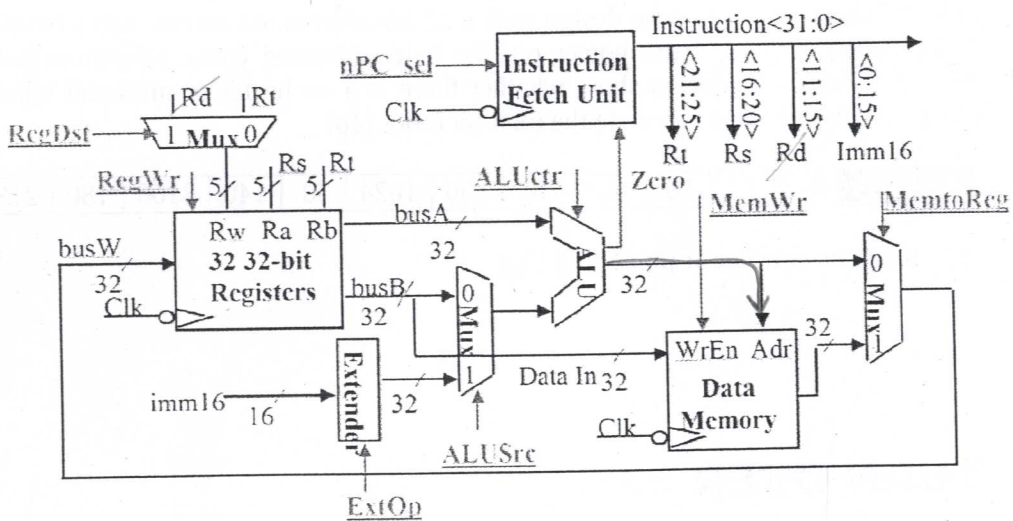 Instruction<31:0>
nPC_sel
Instruction
Fetch Unit
Clk
<21:25>
<16:20>
<11:15>
<0:15>
Rt
Rs
Rd
Imm16
Rd
Rt
RegDst
1 Mux 0
RegWr
5
5
Rs
5
Rt
ALUctr
Zero
MemWr
MemtoReg
busW
32
Rw Ra Rb
32 32-bit
Registers
Clk
busA
32
busB
32
0
Mux
1
ALU
32
0
Mux
1
WrEn Adr
Data
Memory
Clk
32
Data In
32
imm16
16
Extender
32
ALUSrc
ExtOp